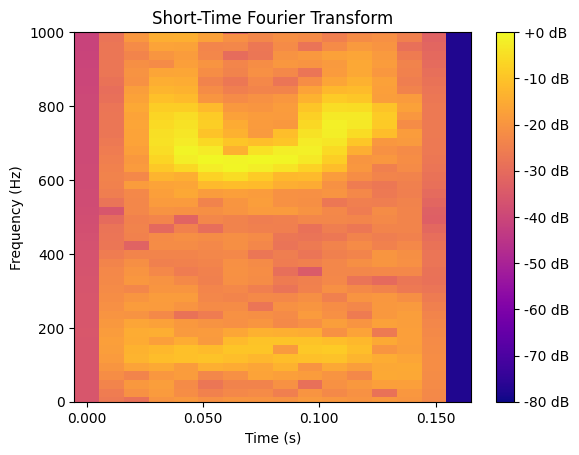 Short-Time Fourier Transform
1000
800
600
400
200
0
Frequency (Hz)
0.000
0.050
0.100
0.150
Time (s)
+0 dB
-10 dB
-20 dB
-30 dB
-40 dB
-50 dB
-60 dB
-70 dB
-80 dB